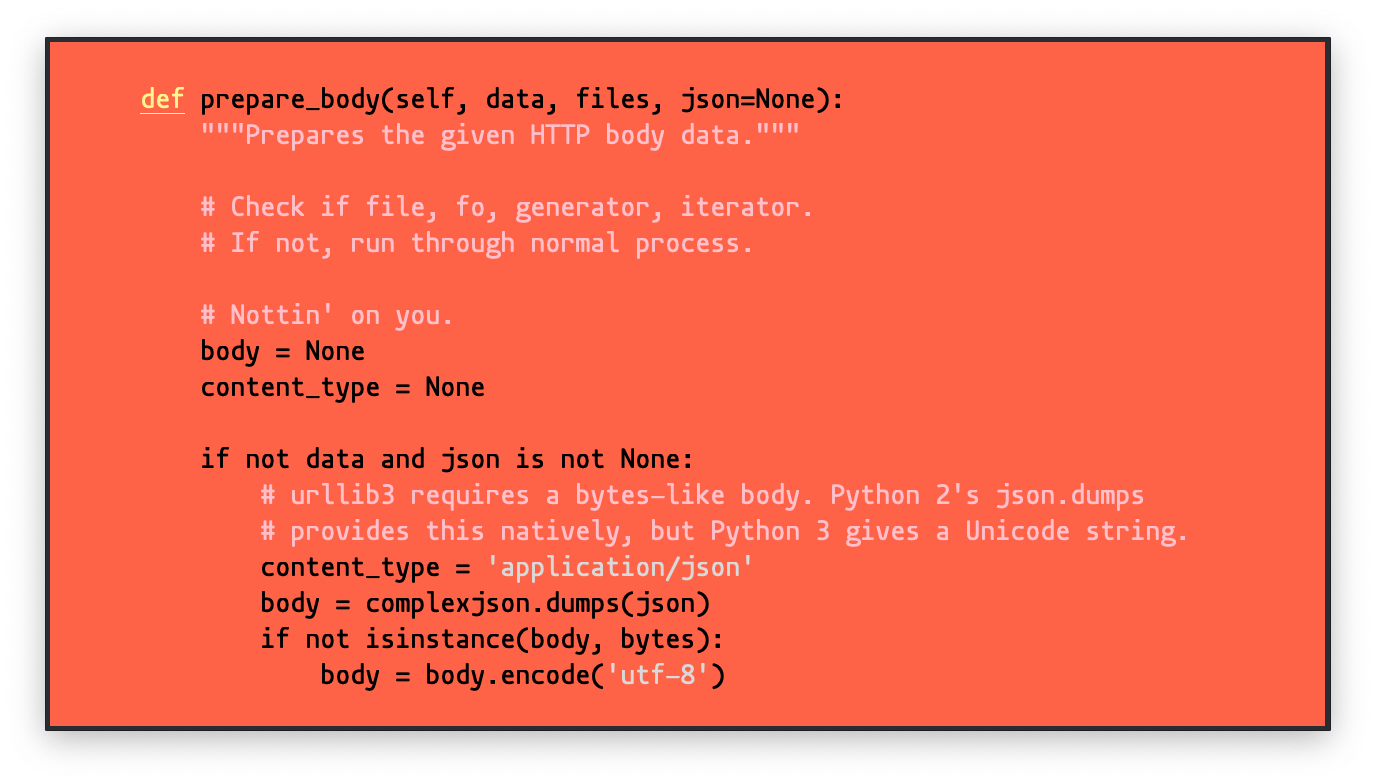 def prepare_body(self, data, files, json=None):
    """Prepares the given HTTP body data."""

    # Check if file, fo, generator, iterator.
    # If not, run through normal process.

    # Nottin' on you.
    body = None
    content_type = None

    if not data and json is not None:
        # urllib3 requires a bytes-like body. Python 2's json.dumps
        # provides this natively, but Python 3 gives a Unicode string.
        content_type = 'application/json'
        body = complexjson.dumps(json)
        if not isinstance(body, bytes):
            body = body.encode('utf-8')